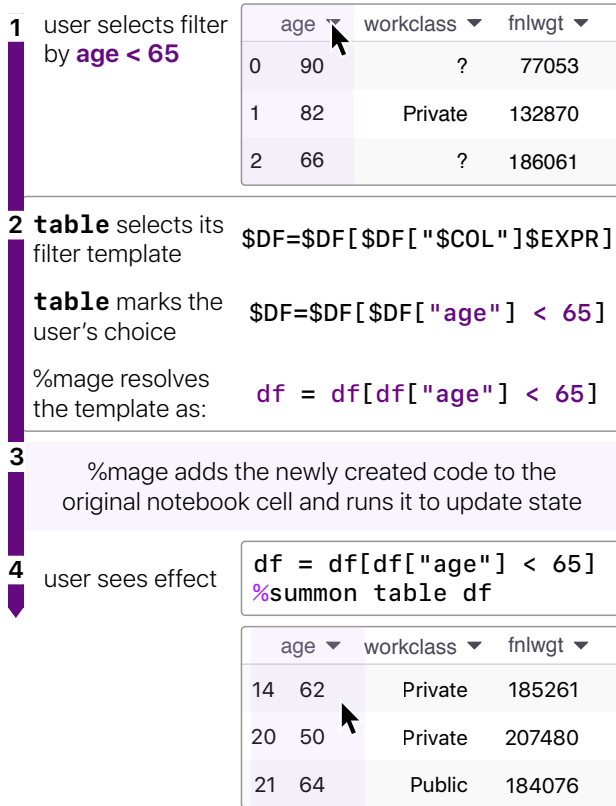 1 user selects filter
by age < 65
age workclass fnlwgt
0 90 ? 77053
1 82 Private 132870
2 66 ? 186061
2 table selects its
filter template
$DF=$DF[$DF["$COL"]$EXPR]
table marks the
user's choice
$DF=$DF[$DF["age"] < 65]
%mage resolves
the template as:
df = df[df["age"] < 65]
3
%mage adds the newly created code to the
original notebook cell and runs it to update state
4 user sees effect
df = df[df["age"] < 65]
%summon table df
age workclass fnlwgt
14 62 Private 185261
20 50 Private 207480
21 64 Public 184076